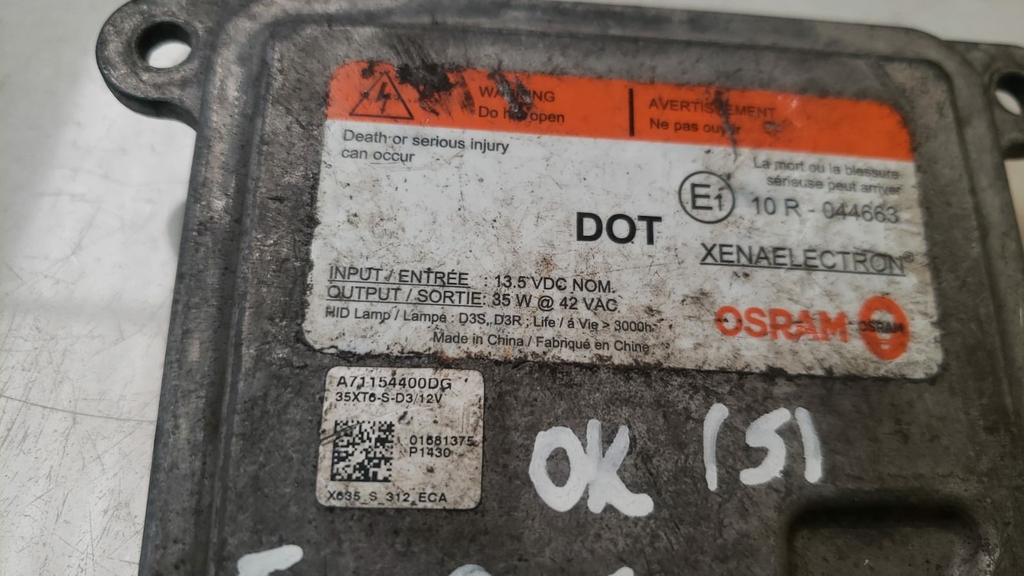 WARNING
Do not open
AVERTISSEMENT
Ne pas ouvrir
Death or serious injury
can occur
La mort ou la blessure
sérieuse peut arriver
E1
10 R - 044663
DOT
XENAELECTRON®
INPUT / ENTRÉE : 13.5 VDC NOM.
OUTPUT / SORTIE: 35 W @ 42 VAC
HID Lamp / Lampe : D3S, D3R ; Life / á Vie > 3000h
Made in China / Fabriqué en Chine
OSRAM OSRAM
A71154400DG
35XT6-S-D3/12V
01681375
P1430
X635_S_312_ECA
OK (S)